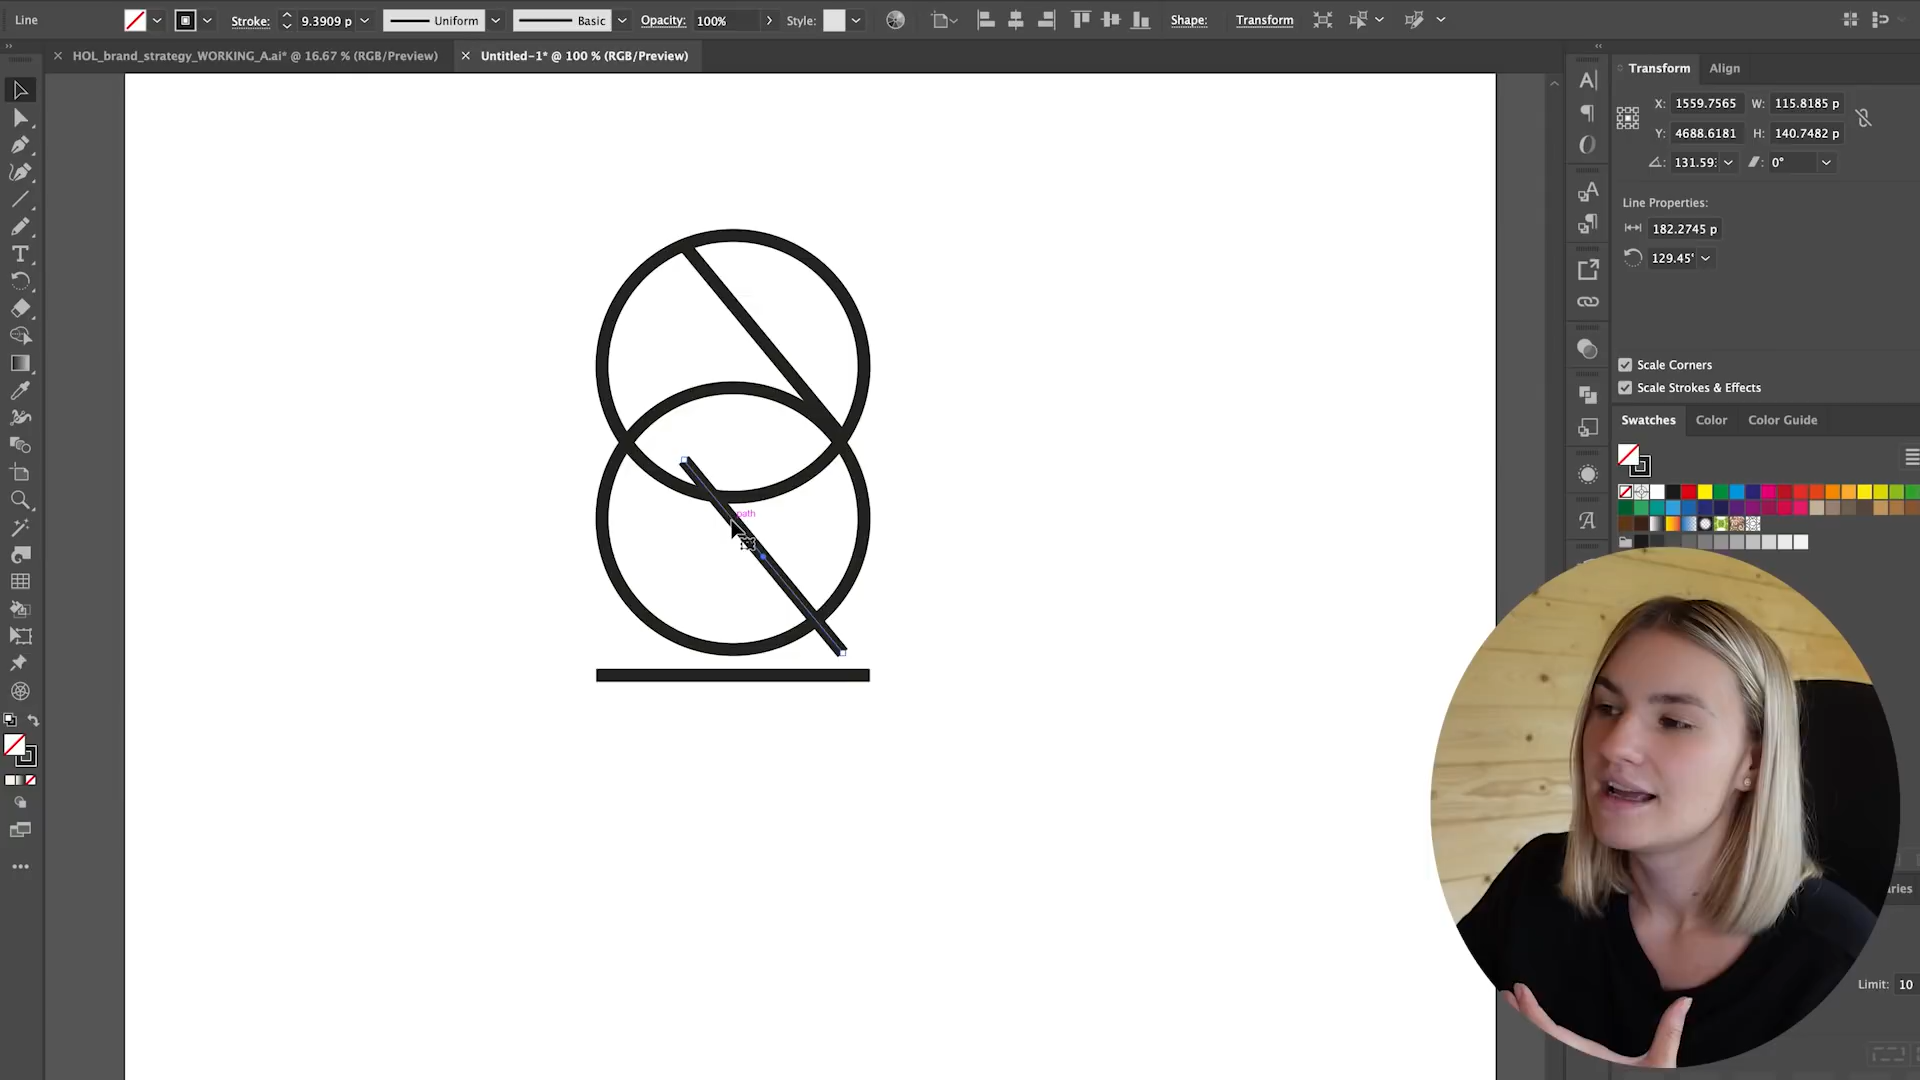 Line Stroke: 9.3909 p Uniform Basic Opacity: 100% Style: Shape: Transform
HOL_brand_strategy_WORKING_A.ai* @ 16.67 % (RGB/Preview) Untitled-1* @ 100 % (RGB/Preview)
Transform Align
X: 1559.7565 W: 115.8185 p
Y: 4688.6181 H: 140.7482 p
0°
Line Properties:
182.2745 p
129.45°
Scale Corners
Scale Strokes & Effects
Swatches Color Color Guide
path
Limit: 10